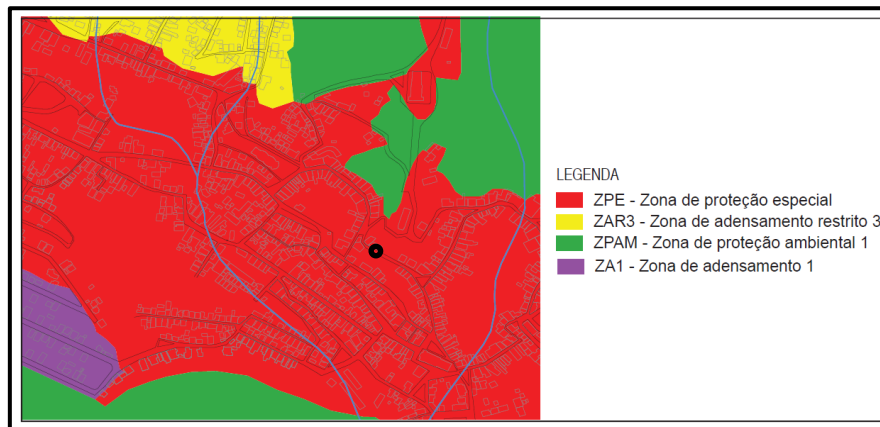 LEGENDA
ZPE - Zona de proteção especial
ZAR3 - Zona de adensamento restrito 3
ZPAM - Zona de proteção ambiental 1
ZA1 - Zona de adensamento 1